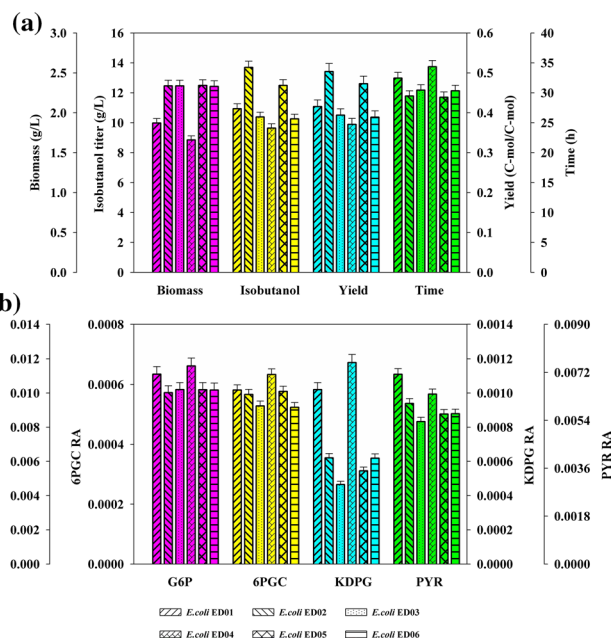 (a)
3.0 16 0.6 40
14 35
2.5 0.5
12 30
2.0 10 0.4 25
1.5 8 0.3 20
6 15
1.0 0.2
4 10
0.5 0.1
2 5
0.0 0 0.0 0
Biomass (g/L)
Isobutanol titer (g/L)
Yield (C-mol/C-mol)
Time (h)
Biomass Isobutanol Yield Time
b)
0.014 0.0008 0.0014 0.0090
0.012 0.0012
0.0072
0.010 0.0006 0.0010
0.008 0.0008 0.0054
0.0004
0.006 0.0006 0.0036
0.004 0.0002 0.0004
0.0018
0.002 0.0002
0.000 0.0000 0.0000 0.0000
6PGC RA
KDPG RA
PYR RA
G6P 6PGC KDPG PYR
E.coli ED01 E.coli ED02 E.coli ED03
E.coli ED04 E.coli ED05 E.coli ED06